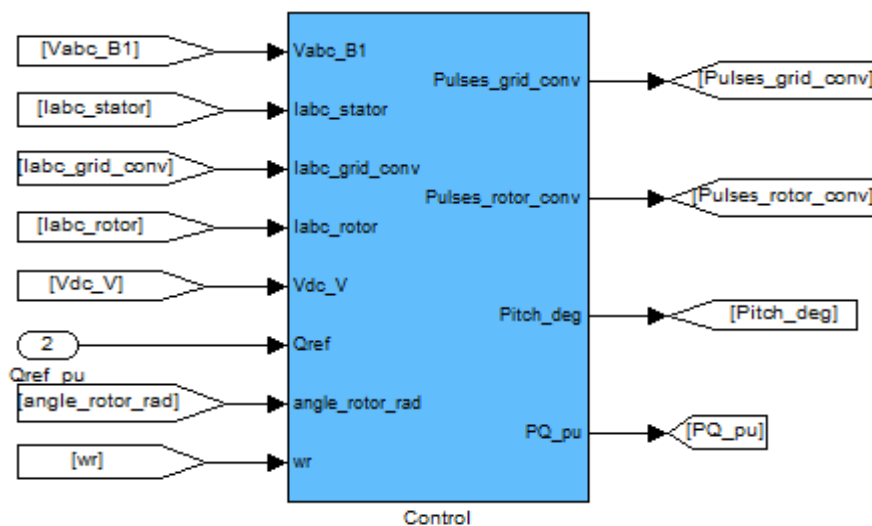 [Vabc_B1]
Vabc_B1
Pulses_grid_conv
[Pulses_grid_conv]
[Iabc_stator]
Iabc_stator
[Iabc_grid_conv]
Iabc_grid_conv
Pulses_rotor_conv
[Pulses_rotor_conv]
[Iabc_rotor]
Iabc_rotor
[Vdc_V]
Vdc_V
Pitch_deg
[Pitch_deg]
2
Qref
Qref_pu
[angle_rotor_rad]
angle_rotor_rad
PQ_pu
[PQ_pu]
[wr]
wr
Control